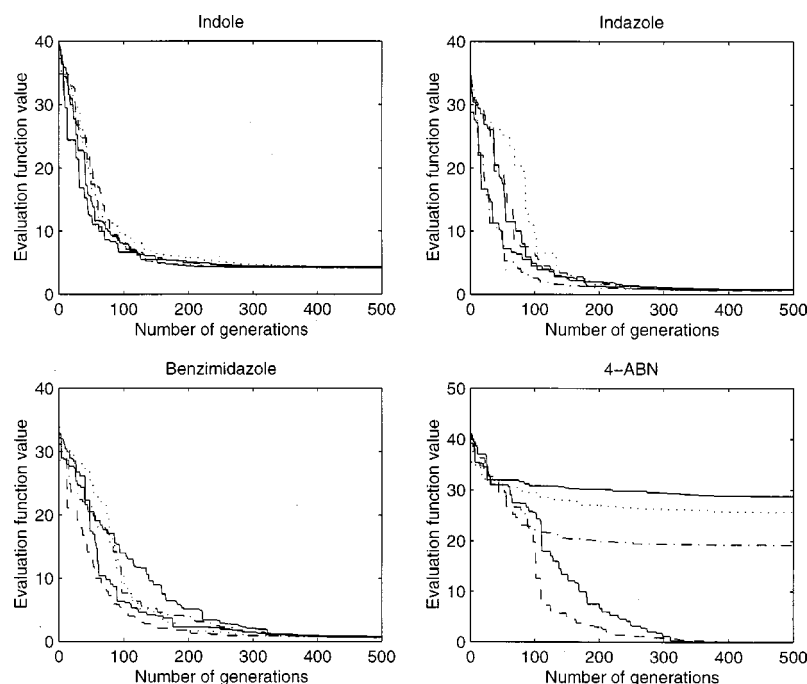 Indole
Evaluation function value
40
30
20
10
0
0 100 200 300 400 500
Number of generations
Indazole
Evaluation function value
40
30
20
10
0
0 100 200 300 400 500
Number of generations
Benzimidazole
Evaluation function value
40
30
20
10
0
0 100 200 300 400 500
Number of generations
4-ABN
Evaluation function value
50
40
30
20
10
0
0 100 200 300 400 500
Number of generations